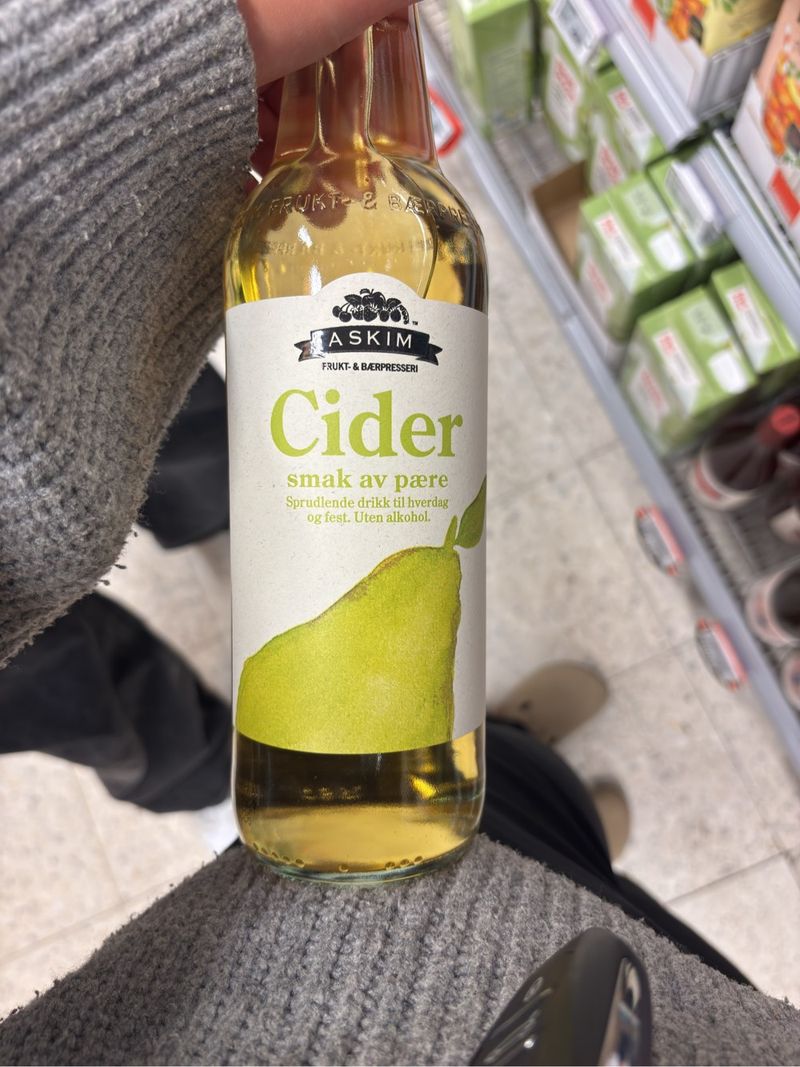 FRUKT- & BÆRPRE
ASKIM
FRUKT- & BÆRPRESSERI
Cider
smak av pære
Sprudlende drikk til hverdag
og fest. Uten alkohol.